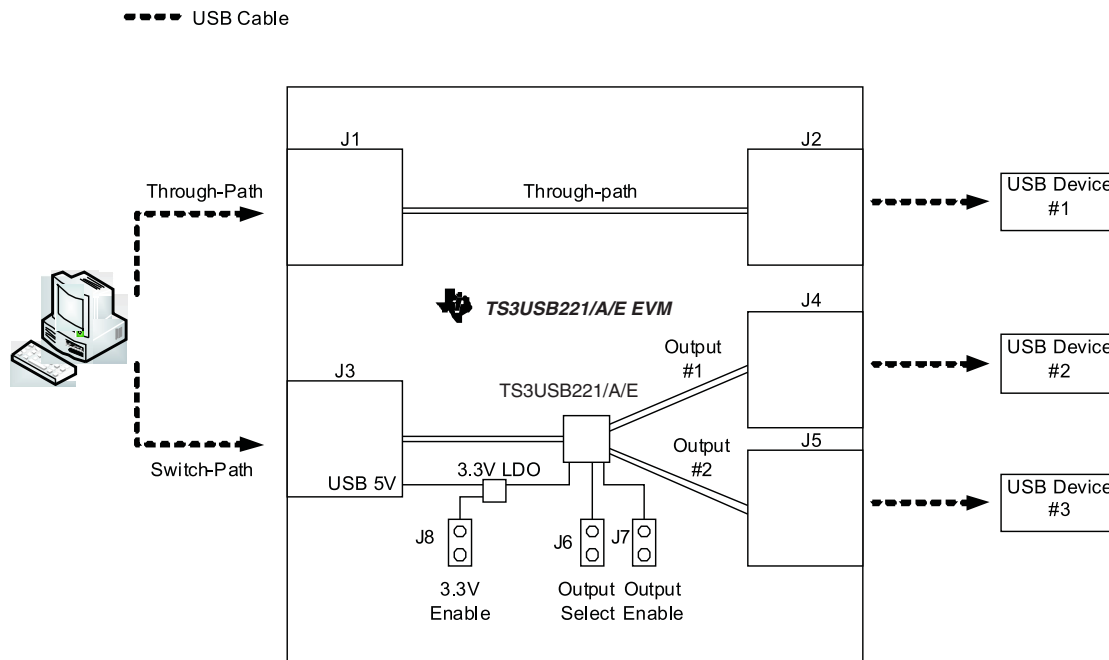 USB Cable
J1
J2
Through-Path
Through-path
USB Device
#1
TS3USB221/A/E EVM
J4
Output
#1
USB Device
#2
J3
TS3USB221/A/E
J5
Output
#2
Switch-Path
USB 5V
3.3V LDO
USB Device
#3
J8
J6
J7
3.3V
Enable
Output
Select
Output
Enable